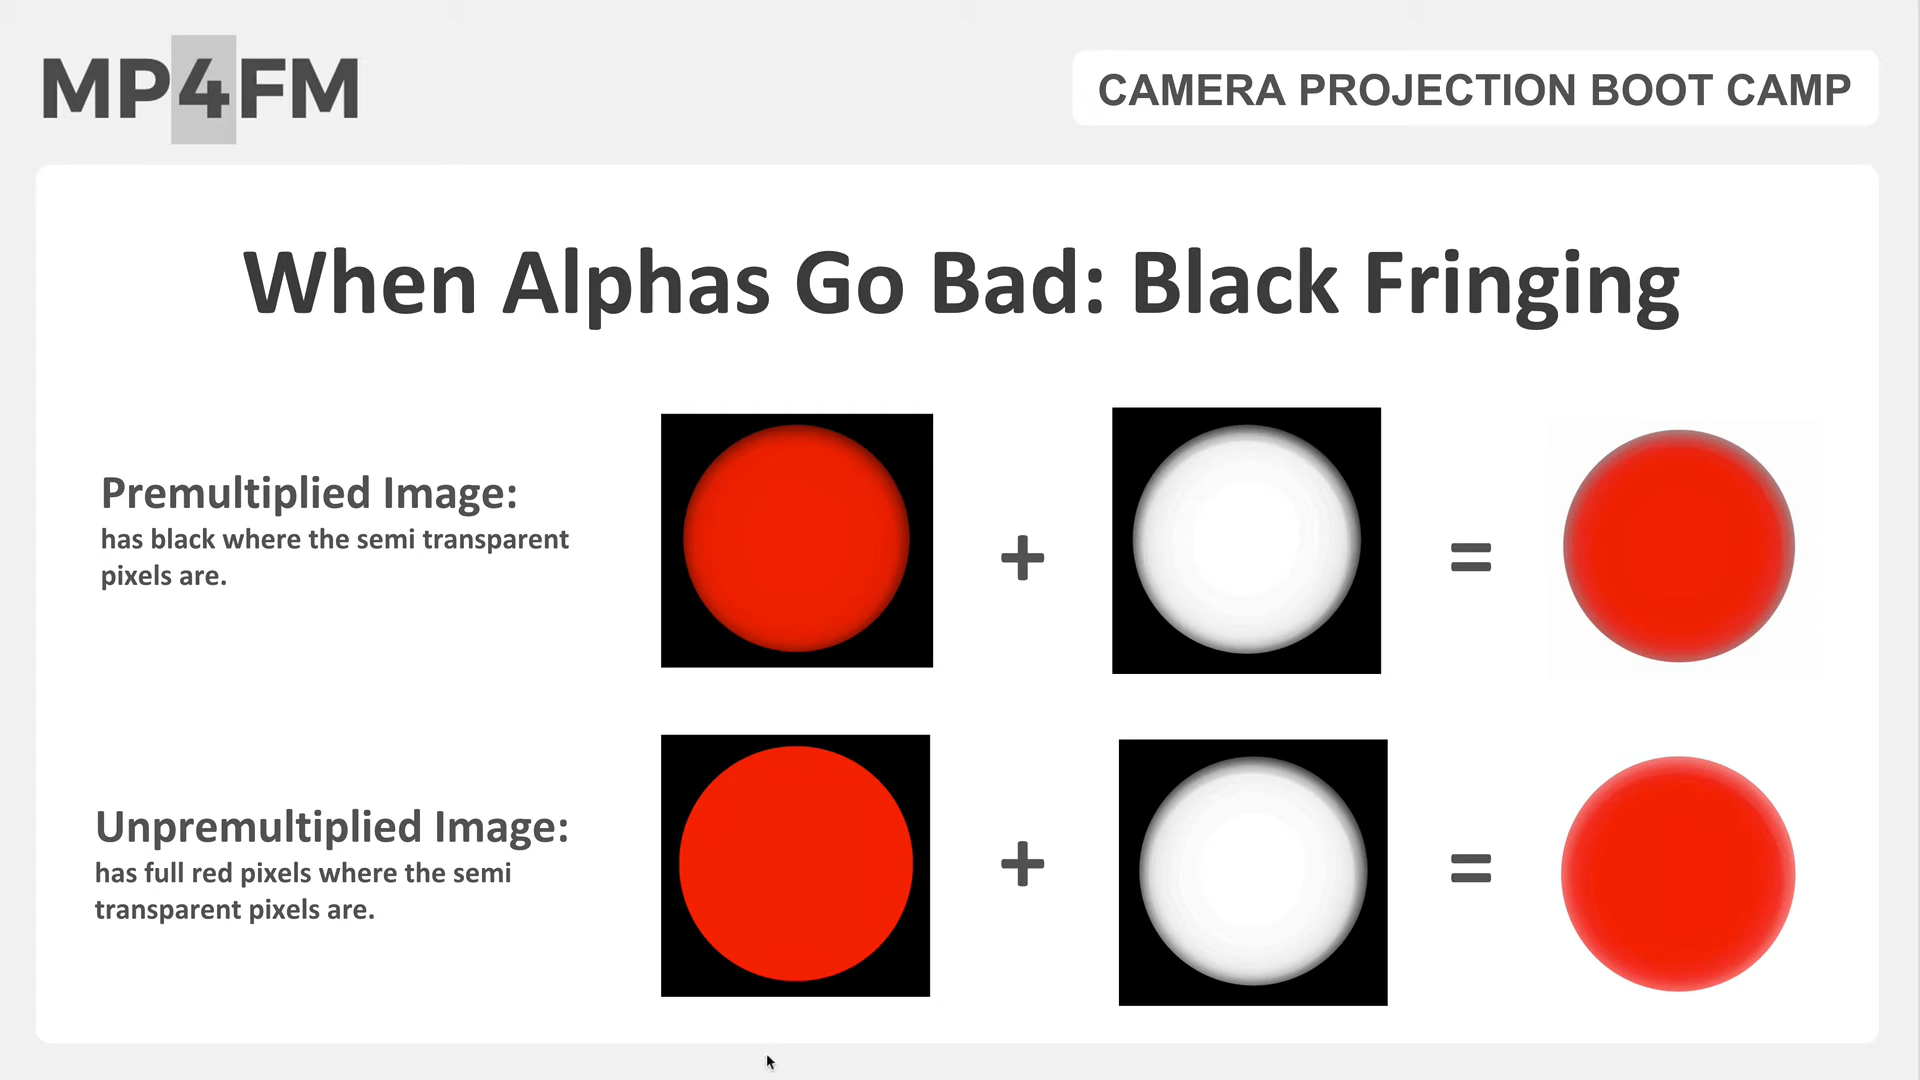 MP4FM
CAMERA PROJECTION BOOT CAMP
When Alphas Go Bad: Black Fringing
Premultiplied Image:
has black where the semi transparent
pixels are.
+
=
Unpremultiplied Image:
has full red pixels where the semi
transparent pixels are.
+
=